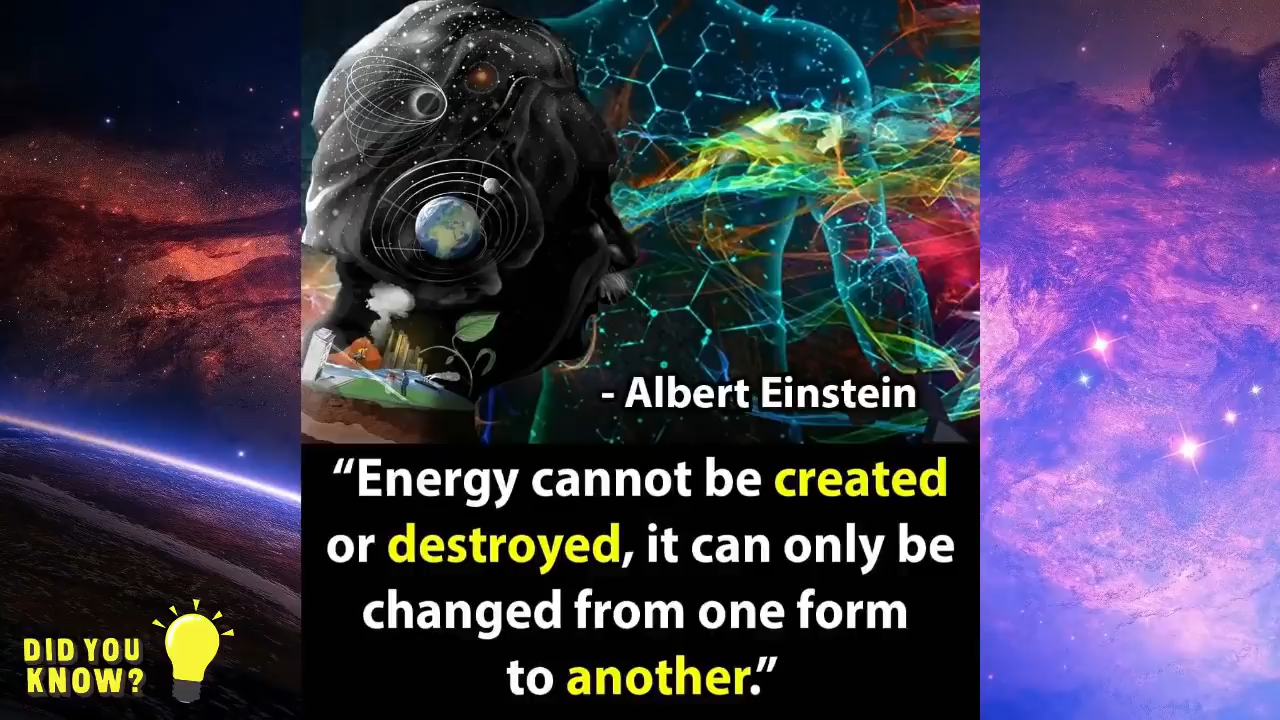 - Albert Einstein
“Energy cannot be created
or destroyed, it can only be
changed from one form
to another.”
DID YOU
KNOW?